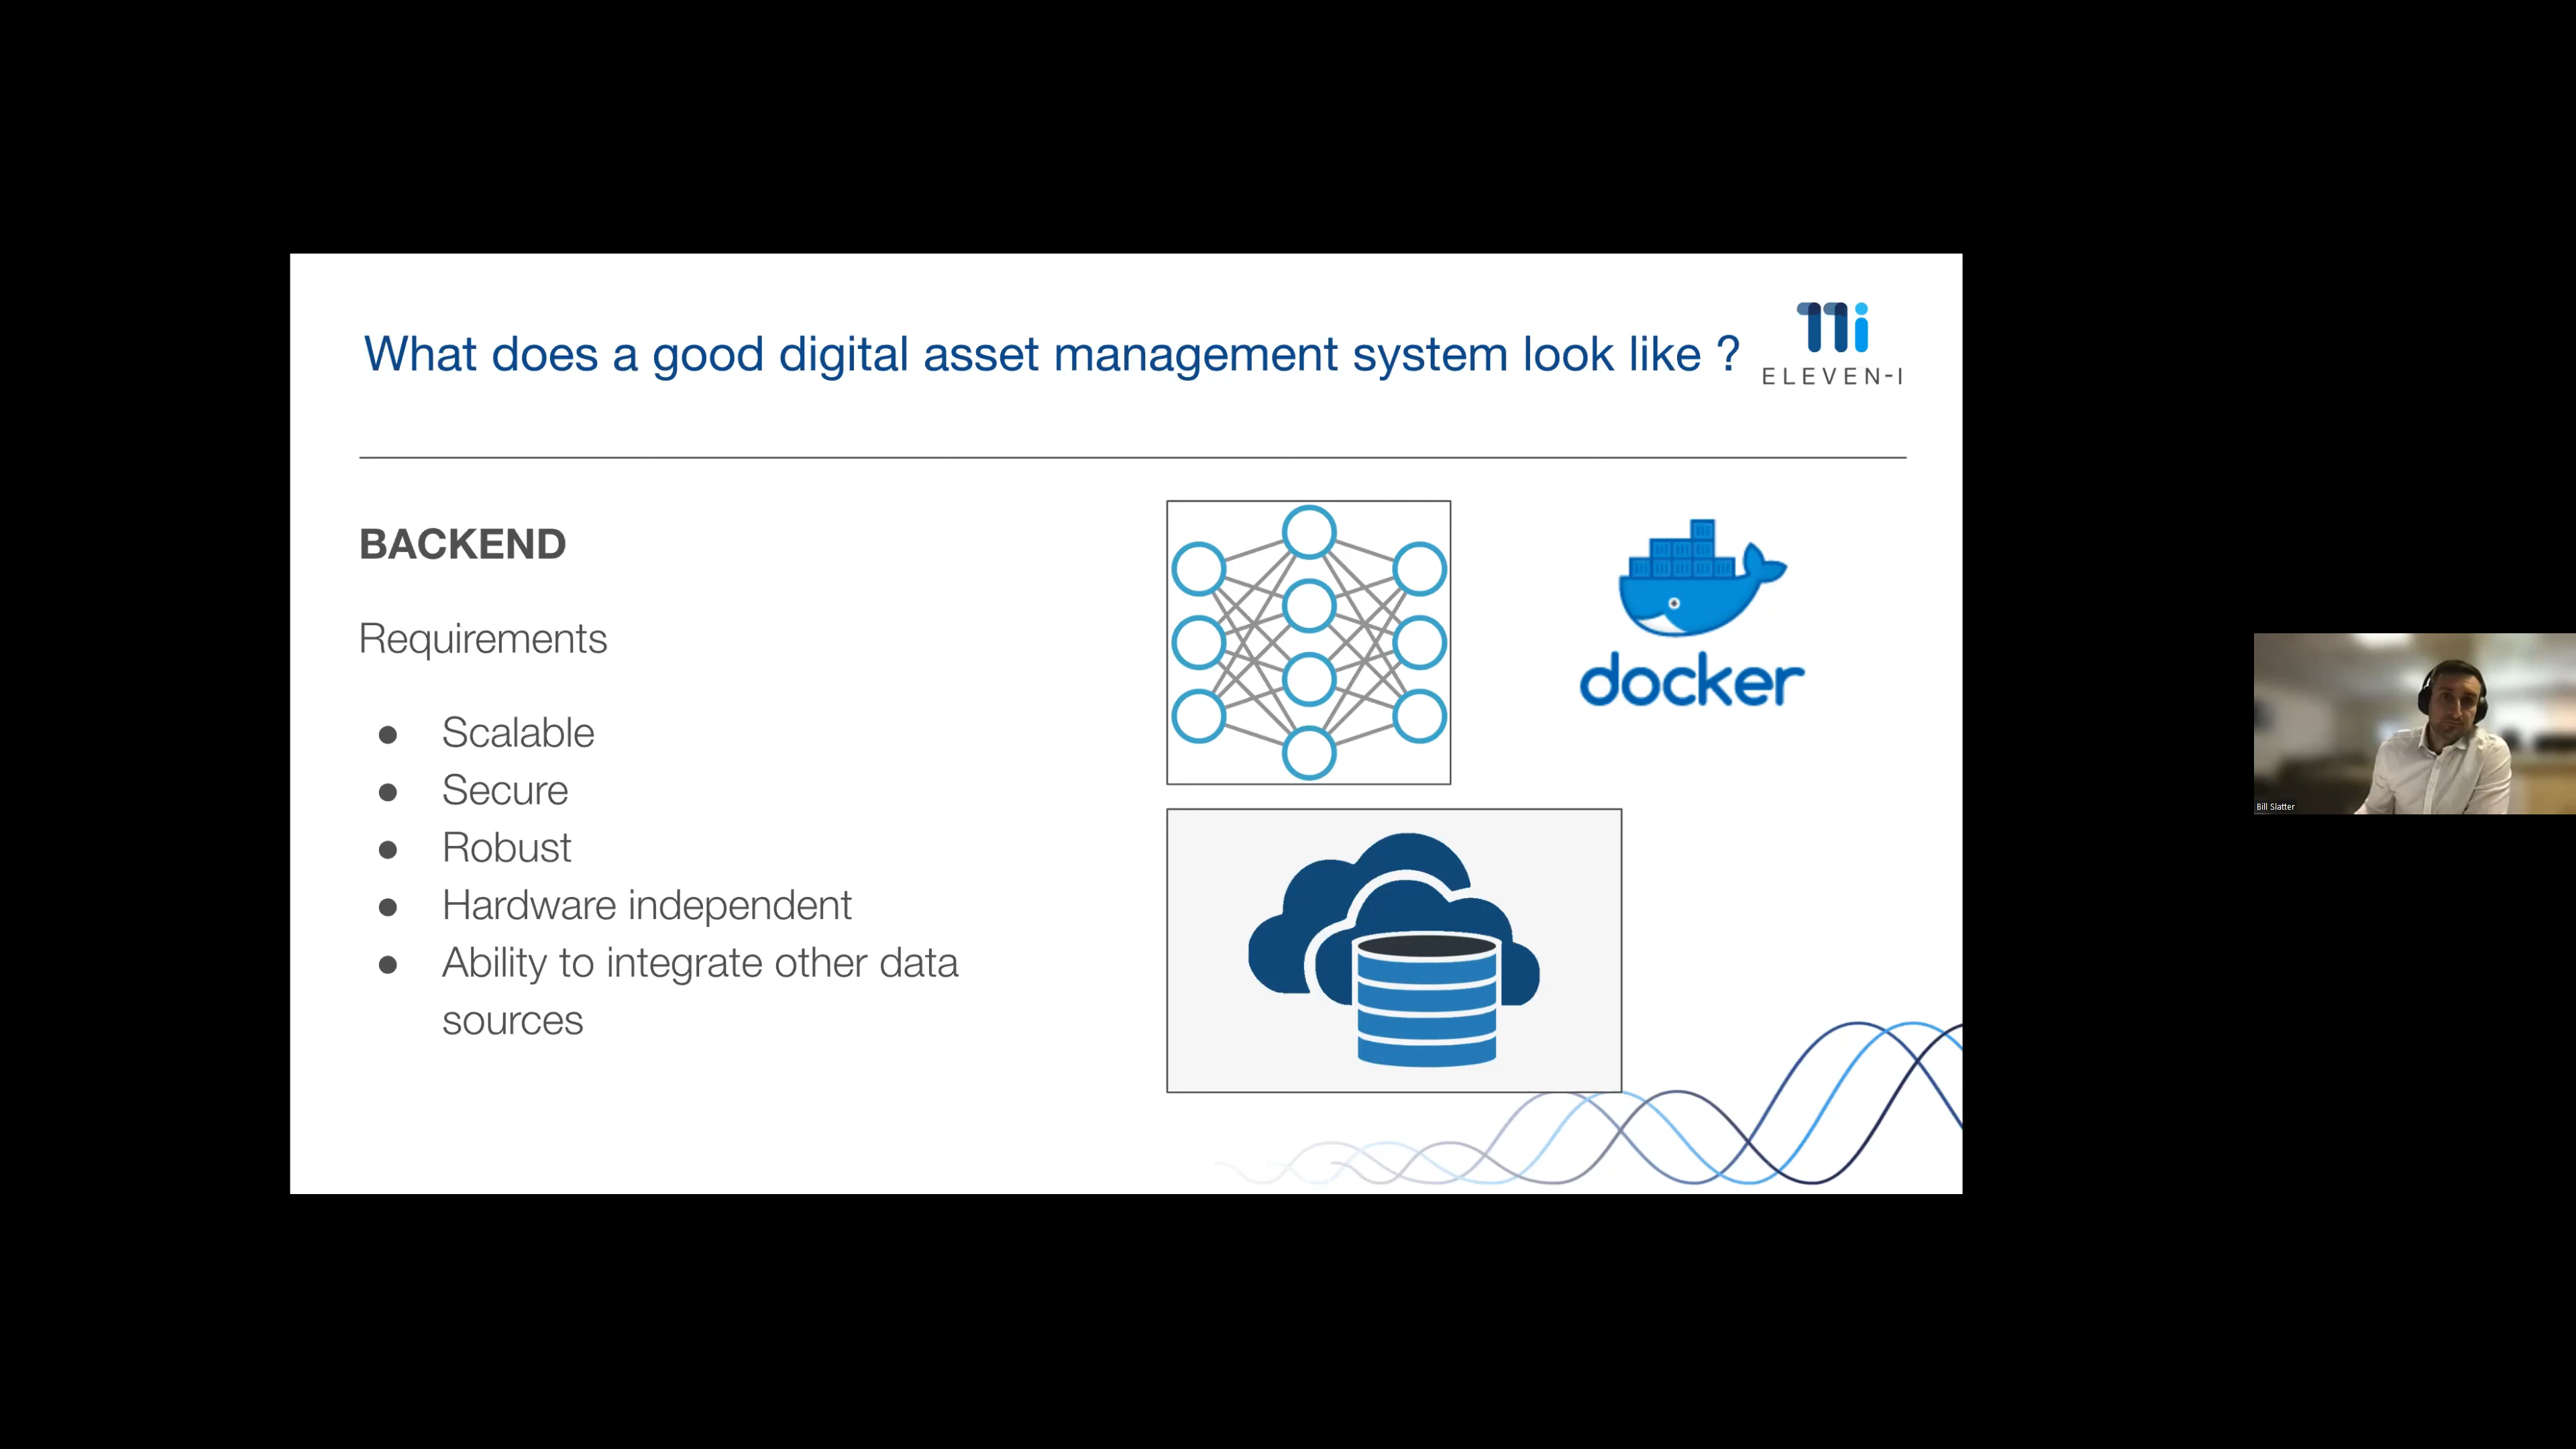 What does a good digital asset management system look like ?
ELEVEN-I
BACKEND
Requirements
● Scalable
● Secure
● Robust
● Hardware independent
● Ability to integrate other data
sources
docker
Bill Slatter